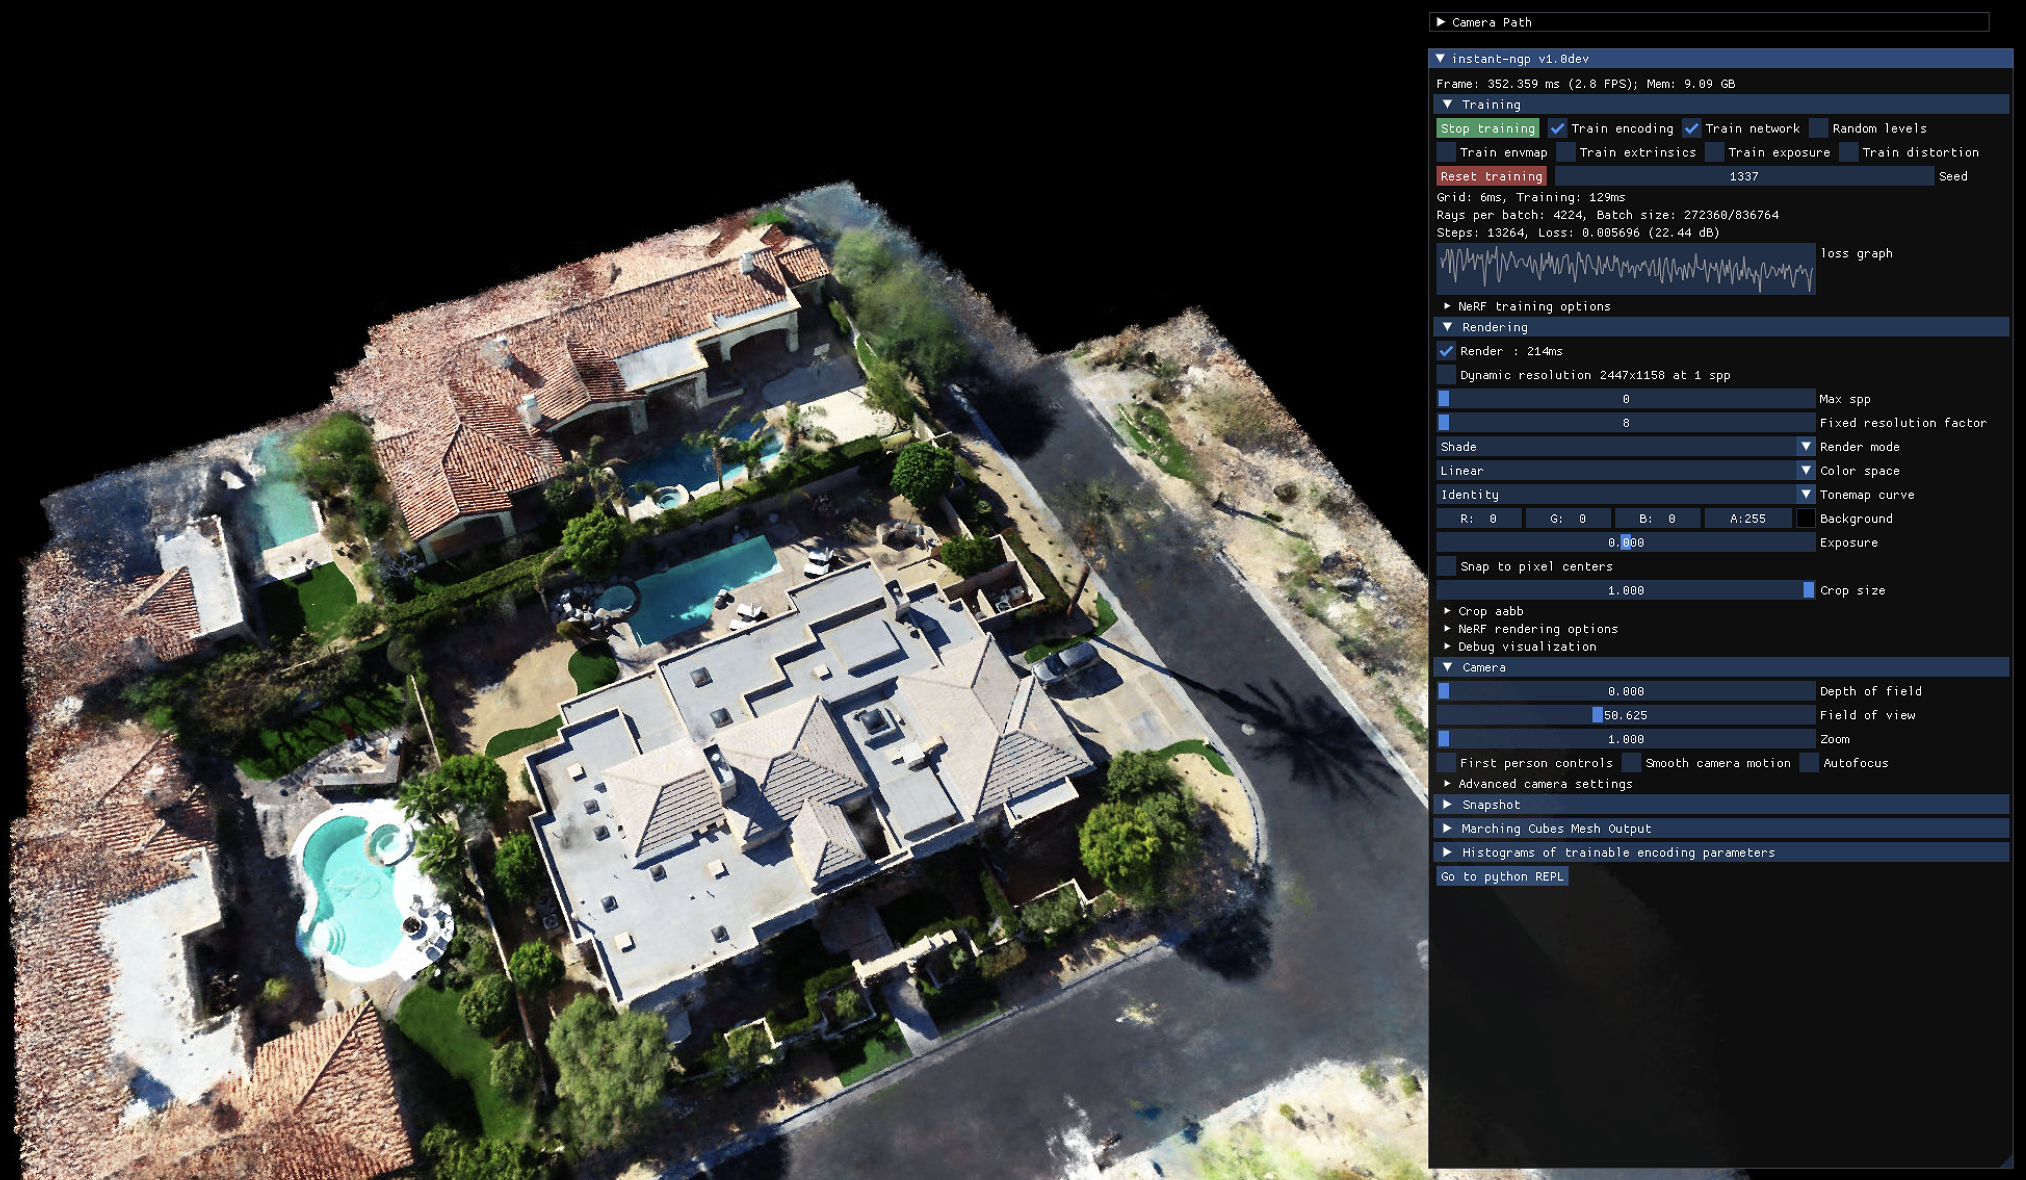 Camera Path
instant-ngp v1.0dev
Frame: 352.359 ms (2.8 FPS); Mem: 9.09 GB
Training
Stop training Train encoding Train network Random levels
Train envmap Train extrinsics Train exposure Train distortion
Reset training 1337 Seed
Grid: 6ms, Training: 129ms
Rays per batch: 4224, Batch size: 272360/836764
Steps: 13264, Loss: 0.005696 (22.44 dB)
loss graph
NeRF training options
Rendering
Render : 214ms
Dynamic resolution 2447x1158 at 1 spp
0 Max spp
8 Fixed resolution factor
Shade Render mode
Linear Color space
Identity Tonemap curve
R: 0 G: 0 B: 0 A:255 Background
0.000 Exposure
Snap to pixel centers
1.000 Crop size
Crop aabb
NeRF rendering options
Debug visualization
Camera
0.000 Depth of field
50.625 Field of view
1.000 Zoom
First person controls Smooth camera motion Autofocus
Advanced camera settings
Snapshot
Marching Cubes Mesh Output
Histograms of trainable encoding parameters
Go to python REPL